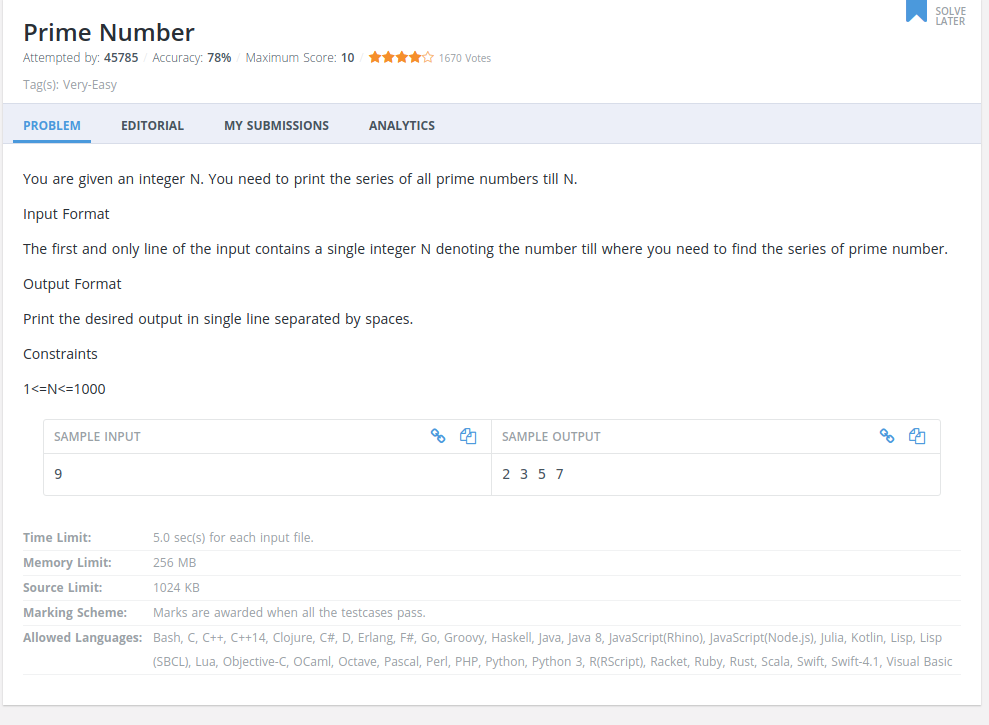 Prime Number
SOLVE
LATER
Attempted by: 45785 / Accuracy: 78% / Maximum Score: 10 / 1670 Votes
Tag(s): Very-Easy
PROBLEM EDITORIAL MY SUBMISSIONS ANALYTICS
You are given an integer N. You need to print the series of all prime numbers till N.
Input Format
The first and only line of the input contains a single integer N denoting the number till where you need to find the series of prime number.
Output Format
Print the desired output in single line separated by spaces.
Constraints
1<=N<=1000
SAMPLE INPUT SAMPLE OUTPUT
9 2 3 5 7
Time Limit: 5.0 sec(s) for each input file.
Memory Limit: 256 MB
Source Limit: 1024 KB
Marking Scheme: Marks are awarded when all the testcases pass.
Allowed Languages: Bash, C, C++, C++14, Clojure, C#, D, Erlang, F#, Go, Groovy, Haskell, Java, Java 8, JavaScript(Rhino), JavaScript(Node.js), Julia, Kotlin, Lisp, Lisp
(SBCL), Lua, Objective-C, OCaml, Octave, Pascal, Perl, PHP, Python, Python 3, R(RScript), Racket, Ruby, Rust, Scala, Swift, Swift-4.1, Visual Basic